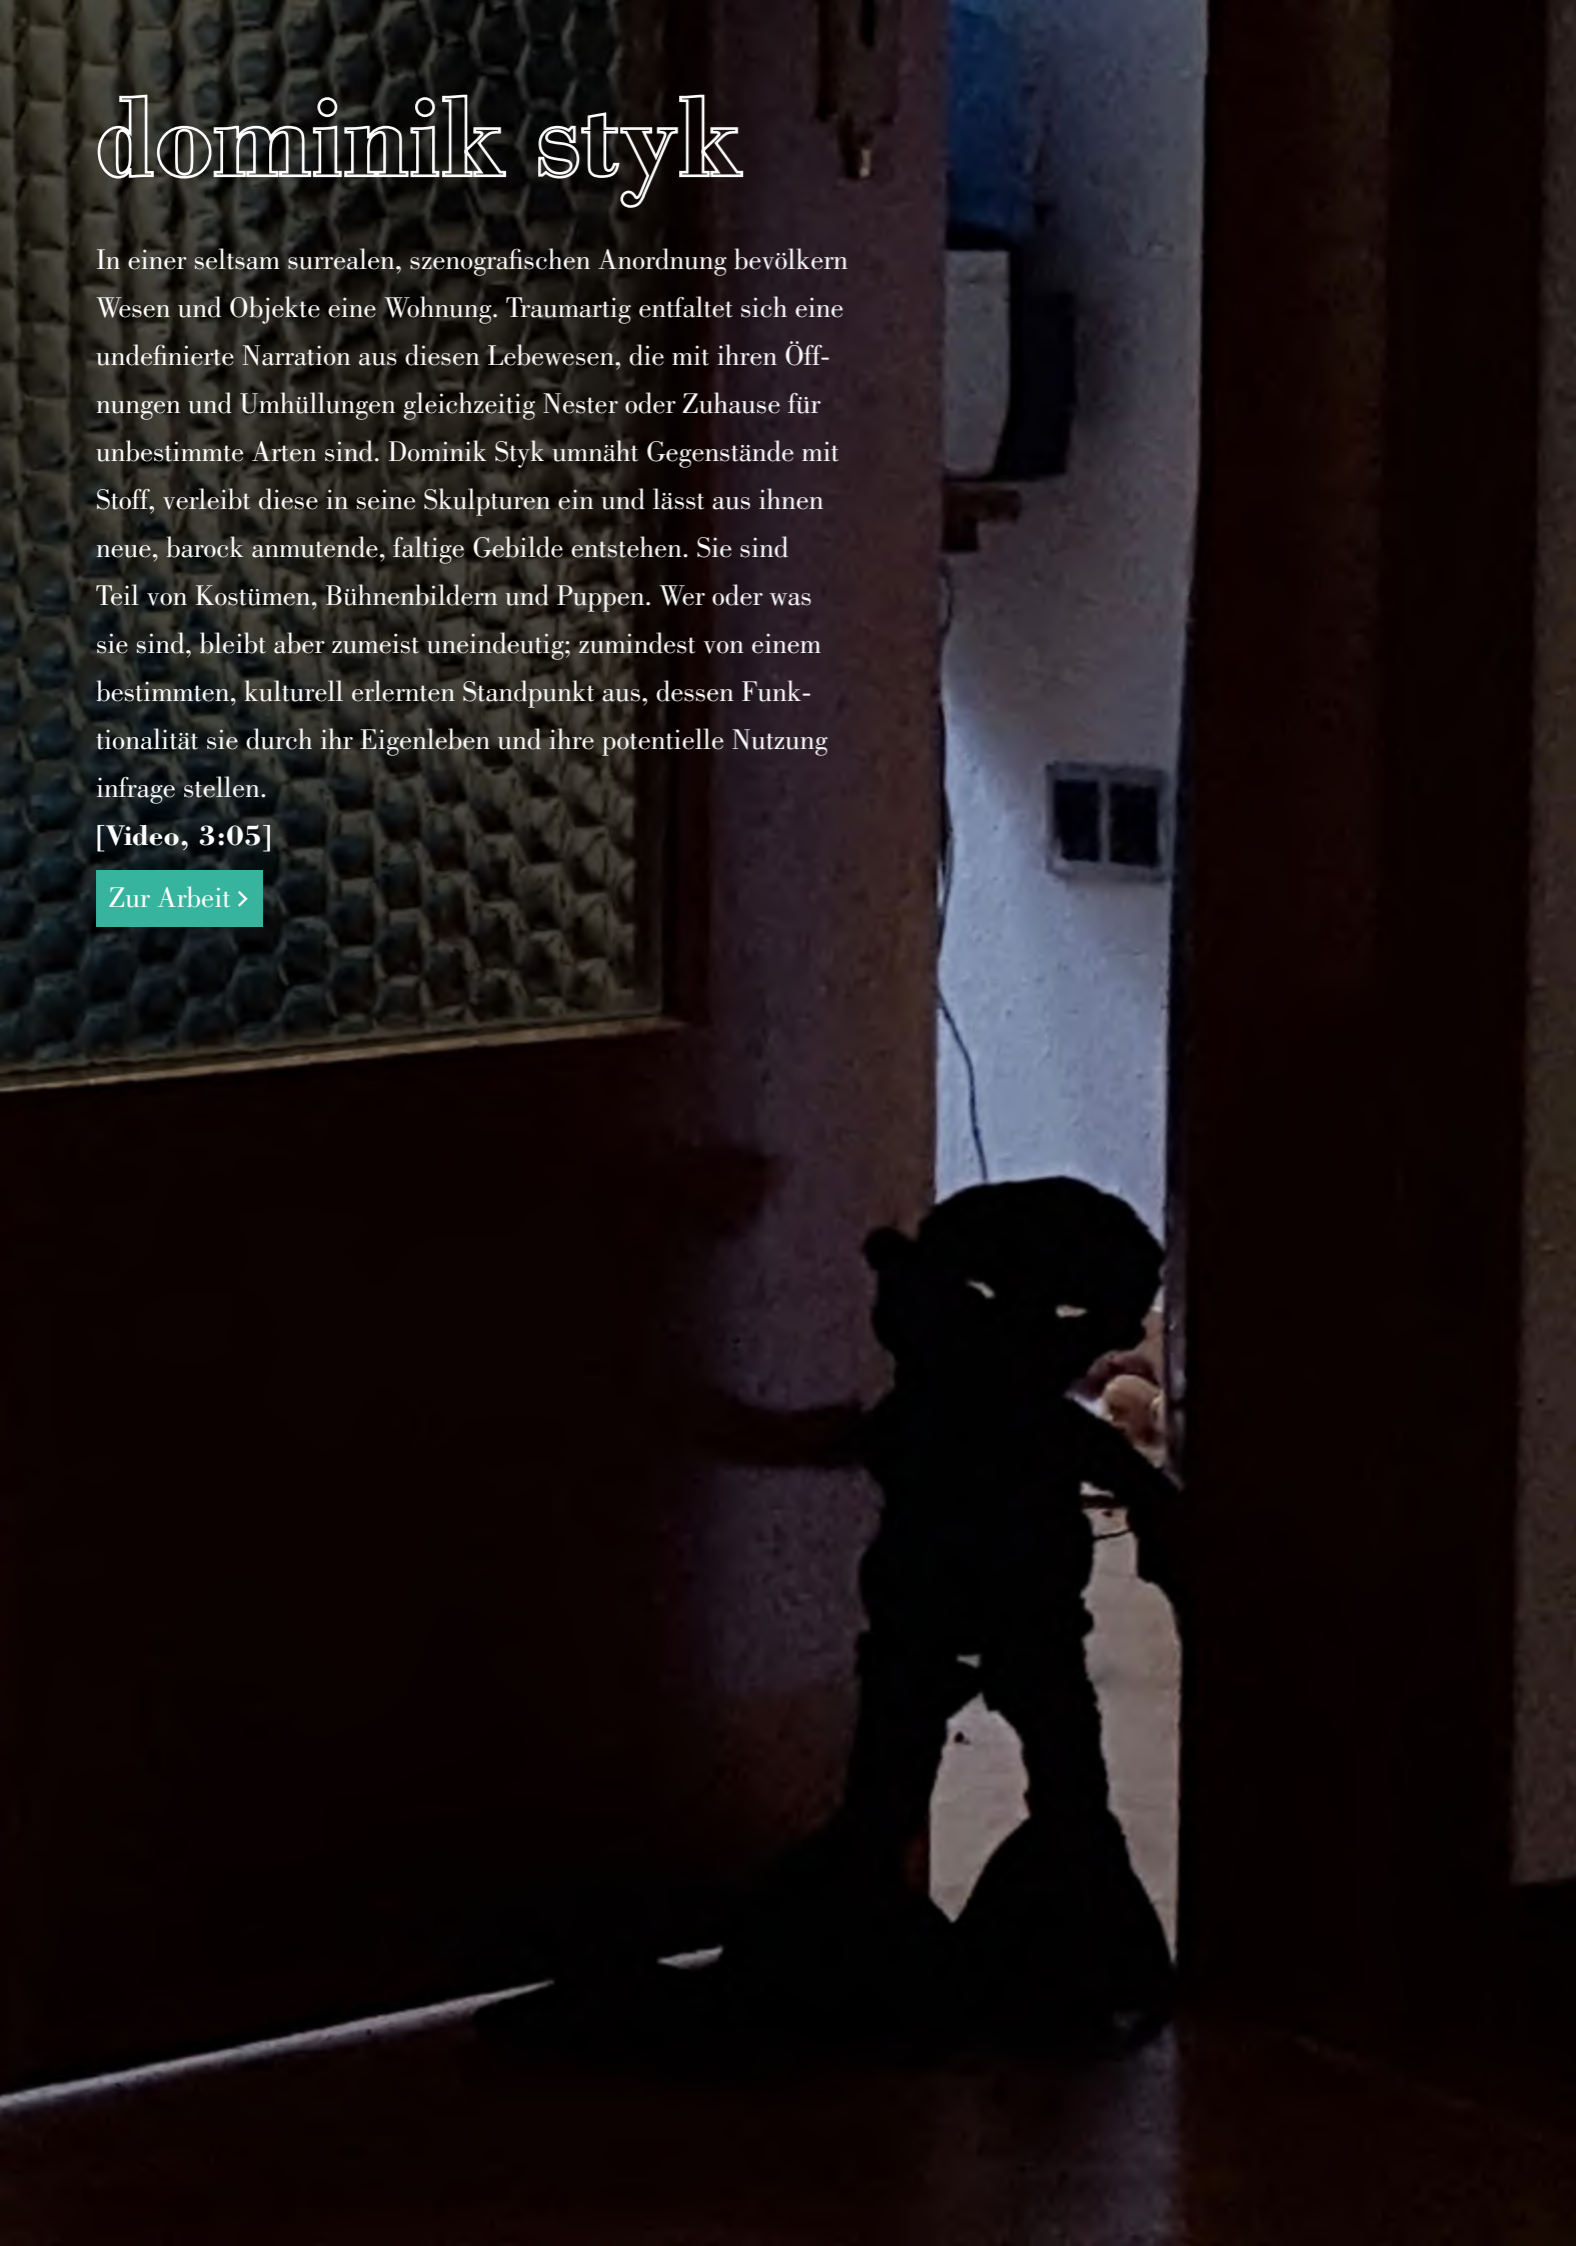 dominik styk
In einer seltsam surrealen, szenografischen Anordnung bevölkern
Wesen und Objekte eine Wohnung. Traumartig entfaltet sich eine
undefinierte Narration aus diesen Lebewesen, die mit ihren Öff-
nungen und Umhüllungen gleichzeitig Nester oder Zuhause für
unbestimmte Arten sind. Dominik Styk umnäht Gegenstände mit
Stoff, verleibt diese in seine Skulpturen ein und lässt aus ihnen
neue, barock anmutende, faltige Gebilde entstehen. Sie sind
Teil von Kostümen, Bühnenbildern und Puppen. Wer oder was
sie sind, bleibt aber zumeist uneindeutig; zumindest von einem
bestimmten, kulturell erlernten Standpunkt aus, dessen Funk-
tionalität sie durch ihr Eigenleben und ihre potentielle Nutzung
infrage stellen.
[Video, 3:05]
Zur Arbeit >